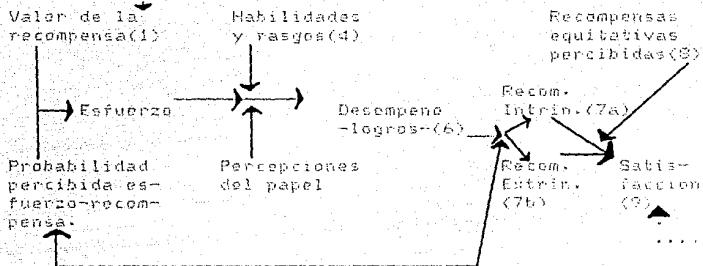 Valor de la
recompensa(1)
Habilidades
y rasgos(4)
Recompensas
equitativas
percibidas(8)
Esfuerzo
Desempeno
-logros-(6)
Recom.
Intrin.(7a)
Probabilidad
percibida es-
fuerzo-recom-
pensa.
Percepciones
del papel
Recom.
Extrin.
(7b)
Satis-
faccion
(9)
....